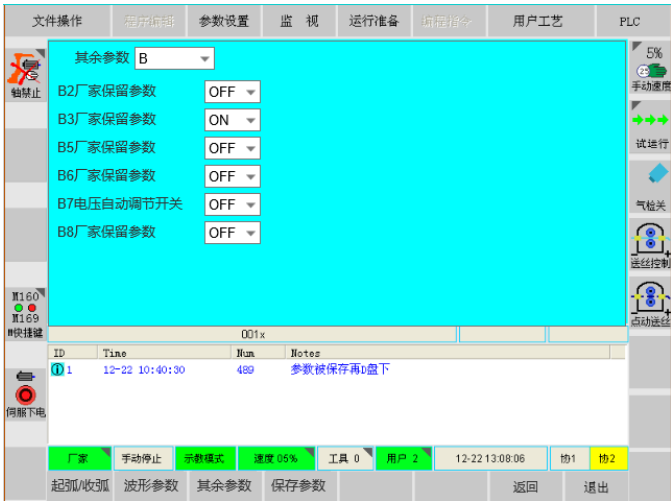 文件操作 程序编辑 参数设置 监 视 运行准备 编程指令 用户工艺 PLC
轴禁止
M160
M169
M快捷键
伺服下电
其余参数 B
B2厂家保留参数 OFF
B3厂家保留参数 ON
B5厂家保留参数 OFF
B6厂家保留参数 OFF
B7电压自动调节开关 OFF
B8厂家保留参数 OFF
001x
ID Time Num Notes
1 12-22 10:40:30 489 参数被保存再D盘下
5%
手动速度
试运行
气检关
送丝控制
点动送丝
厂家 手动停止 示教模式 速度 05% 工具 0 用户 2 12-22 13:08:06 协1 协2
起弧/收弧 波形参数 其余参数 保存参数 返回 退出